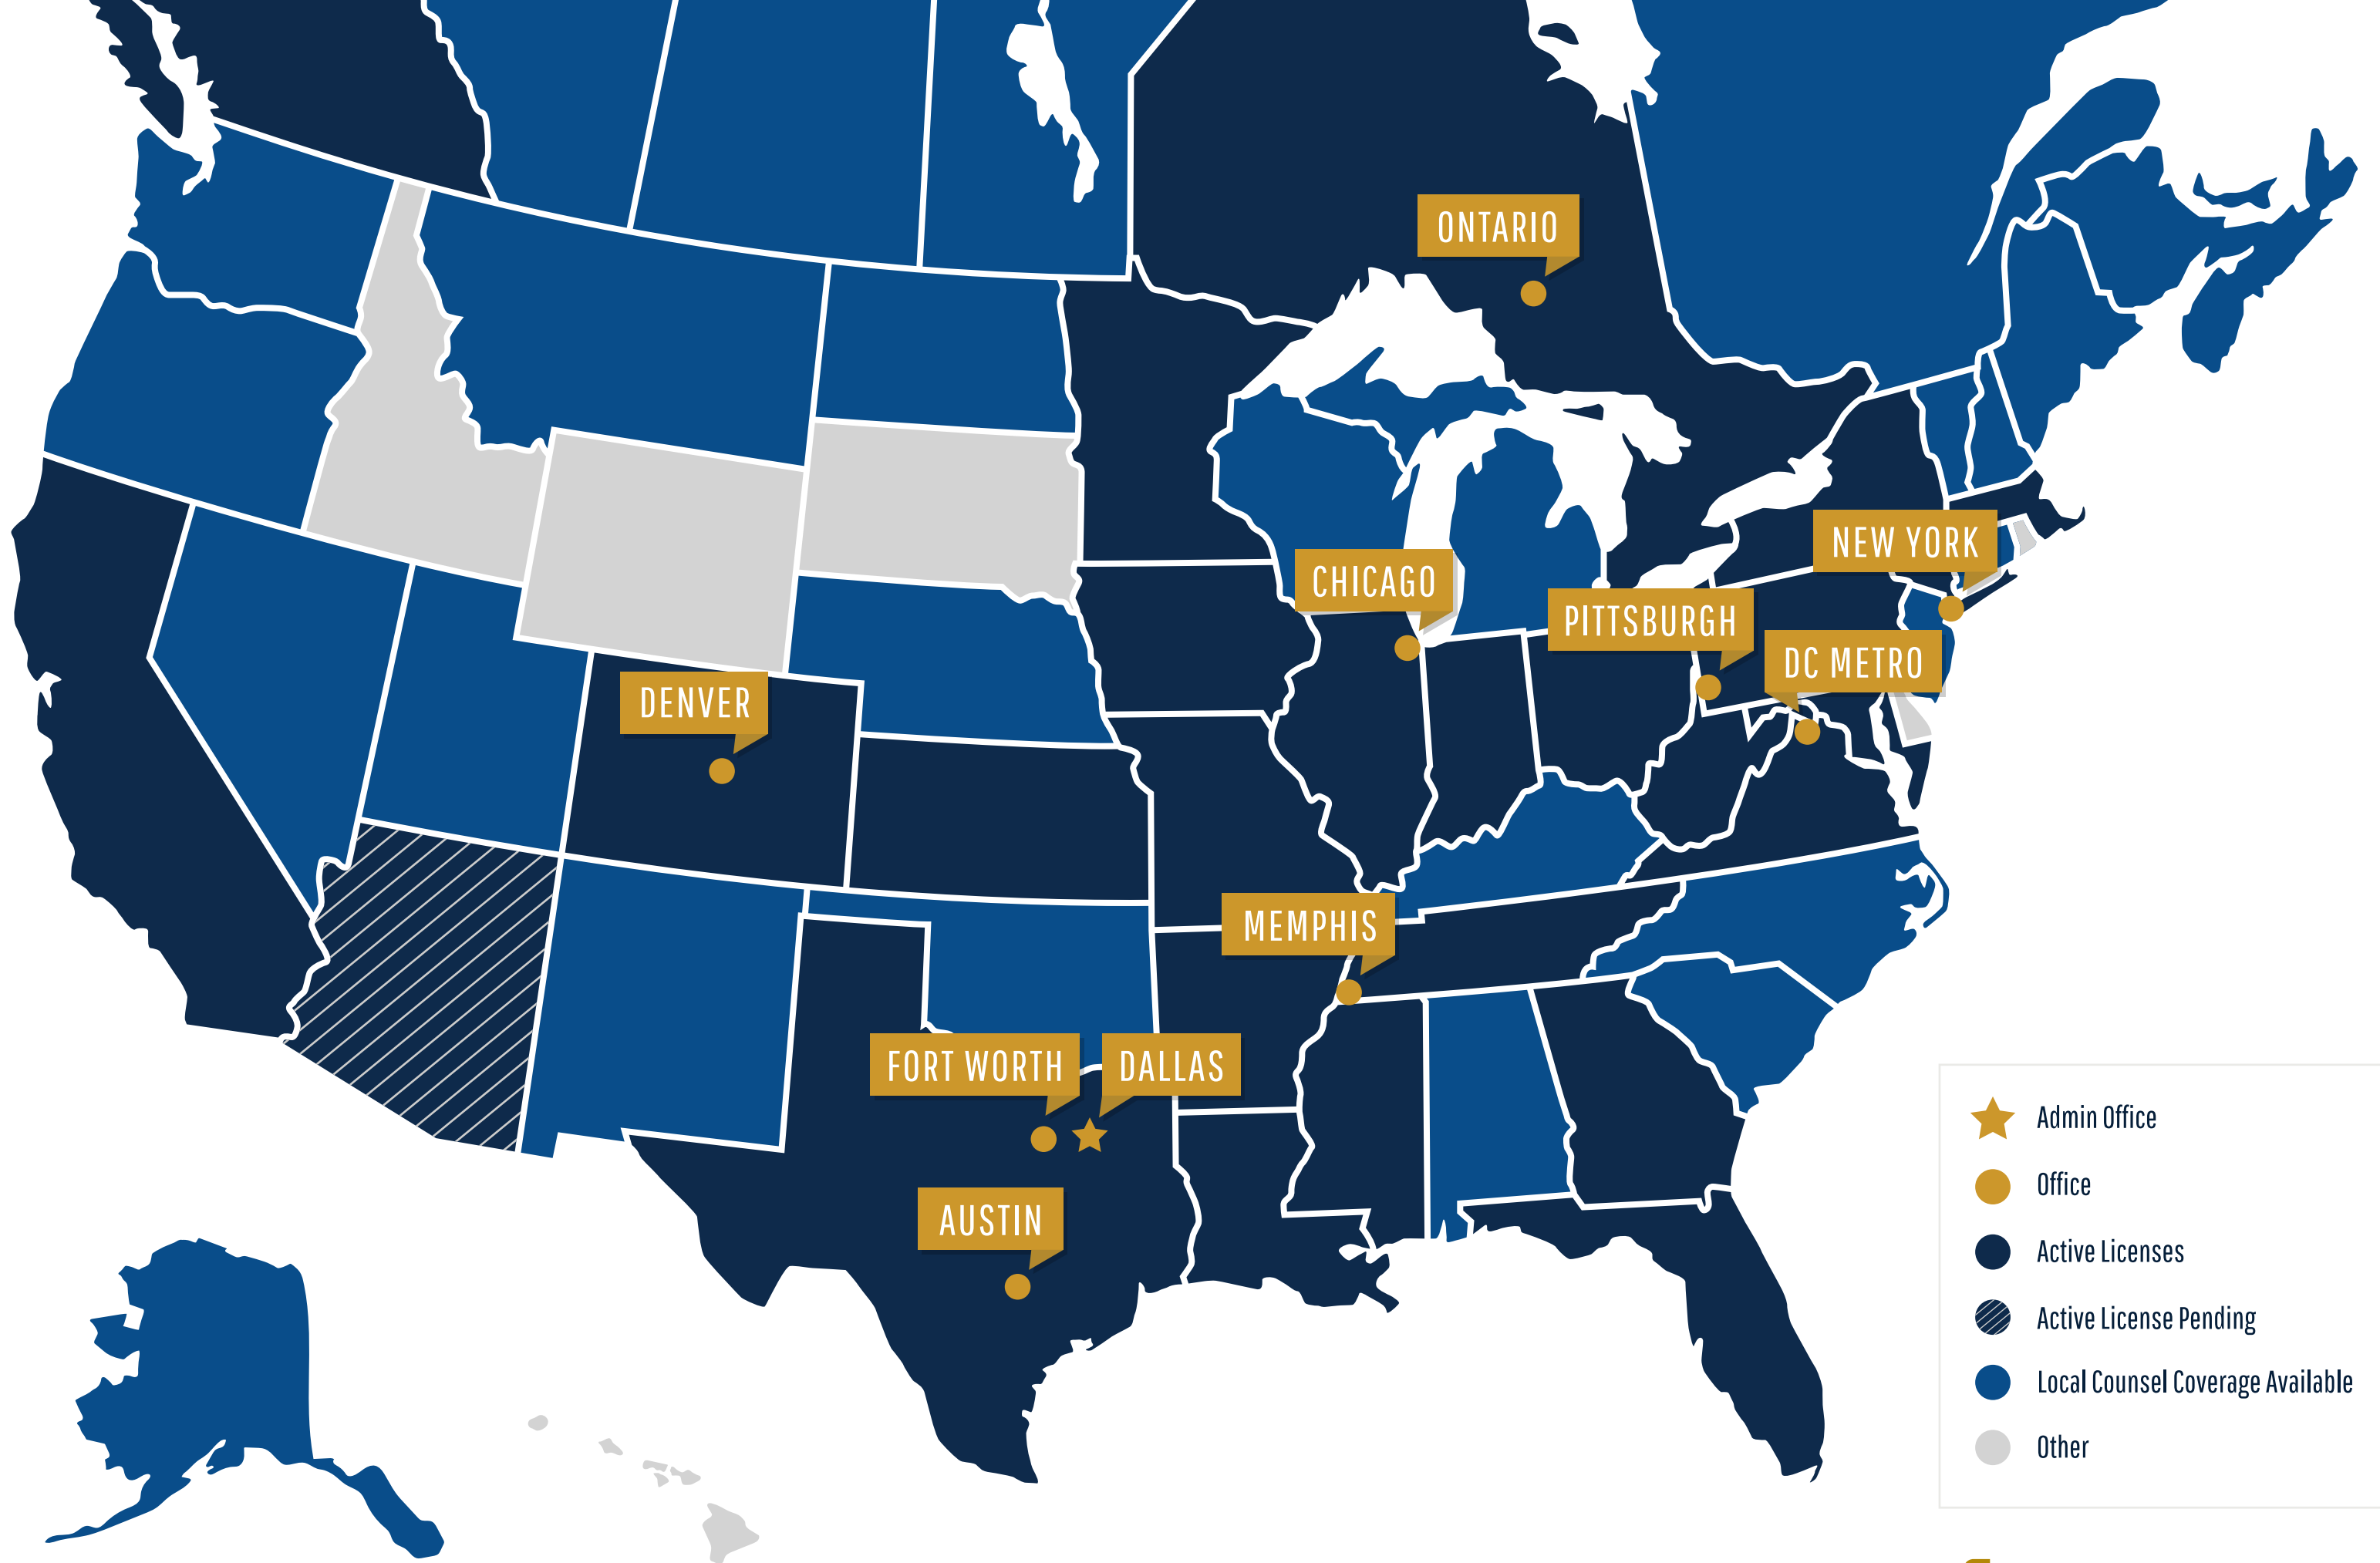 ONTARIO
NEW YORK
CHICAGO
PITTSBURGH
DC METRO
DENVER
MEMPHIS
FORT WORTH
DALLAS
AUSTIN
Admin Office
Office
Active Licenses
Active License Pending
Local Counsel Coverage Available
Other